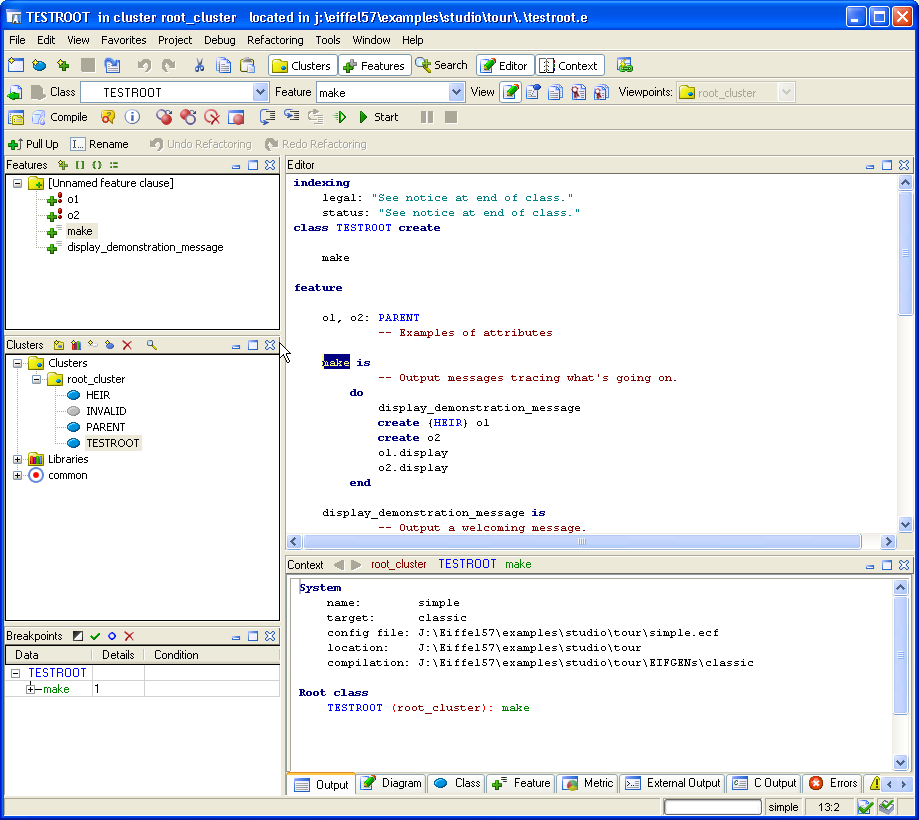 TESTROOT in cluster root_cluster located in j:\eiffel57\examples\studio\tour\.\testroot.e
File Edit View Favorites Project Debug Refactoring Tools Window Help
Clusters Features Search Editor Context
Class TESTROOT Feature make View Viewpoints: root_cluster
Compile Start
Pull Up Rename Undo Refactoring Redo Refactoring
Features
[Unnamed feature clause]
o1
o2
make
display_demonstration_message
Clusters
Clusters
root_cluster
HEIR
INVALID
PARENT
TESTROOT
Libraries
common
Breakpoints
Data Details Condition
TESTROOT
make 1
Editor
indexing
legal: "See notice at end of class."
status: "See notice at end of class."
class TESTROOT create
make
feature
o1, o2: PARENT
-- Examples of attributes
make is
-- Output messages tracing what's going on.
do
display_demonstration_message
create {HEIR} o1
create o2
o1.display
o2.display
end
display_demonstration_message is
-- Output a welcoming message.
Context root_cluster TESTROOT make
System
name: simple
target: classic
config file: J:\Eiffel57\examples\studio\tour\simple.ecf
location: J:\Eiffel57\examples\studio\tour
compilation: J:\Eiffel57\examples\studio\tour\EIFGENs\classic
Root class
TESTROOT (root_cluster): make
Output Diagram Class Feature Metric External Output C Output Errors
simple 13:2